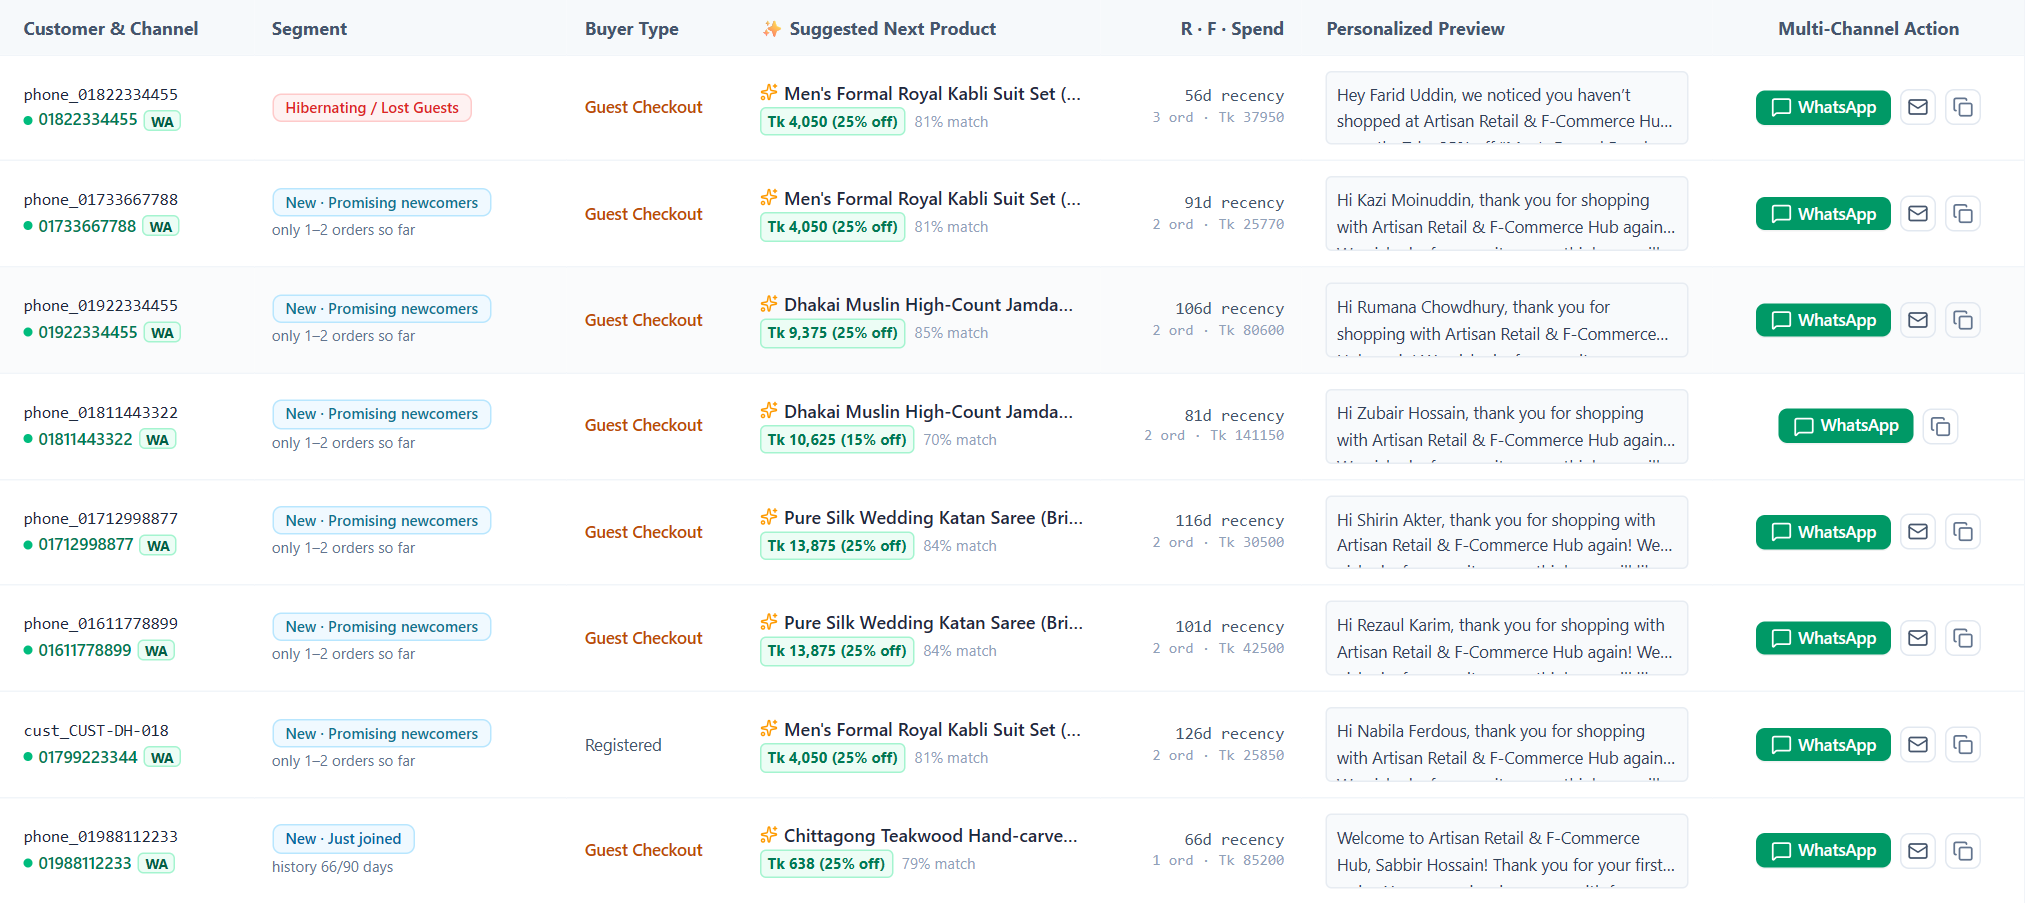 Customer & Channel Segment Buyer Type ✨ Suggested Next Product R · F · Spend Personalized Preview Multi-Channel Action
phone_01822334455
01822334455 WA
Hibernating / Lost Guests
Guest Checkout
Men's Formal Royal Kabli Suit Set (...
Tk 4,050 (25% off) 81% match
56d recency
3 ord · Tk 37950
Hey Farid Uddin, we noticed you haven't
shopped at Artisan Retail & F-Commerce Hu...
WhatsApp
phone_01733667788
01733667788 WA
New · Promising newcomers
only 1–2 orders so far
Guest Checkout
Men's Formal Royal Kabli Suit Set (...
Tk 4,050 (25% off) 81% match
91d recency
2 ord · Tk 25770
Hi Kazi Moinuddin, thank you for shopping
with Artisan Retail & F-Commerce Hub again...
WhatsApp
phone_01922334455
01922334455 WA
New · Promising newcomers
only 1–2 orders so far
Guest Checkout
Dhakai Muslin High-Count Jamda...
Tk 9,375 (25% off) 85% match
106d recency
2 ord · Tk 80600
Hi Rumana Chowdhury, thank you for
shopping with Artisan Retail & F-Commerce...
WhatsApp
phone_01811443322
01811443322 WA
New · Promising newcomers
only 1–2 orders so far
Guest Checkout
Dhakai Muslin High-Count Jamda...
Tk 10,625 (15% off) 70% match
81d recency
2 ord · Tk 141150
Hi Zubair Hossain, thank you for shopping
with Artisan Retail & F-Commerce Hub again...
WhatsApp
phone_01712998877
01712998877 WA
New · Promising newcomers
only 1–2 orders so far
Guest Checkout
Pure Silk Wedding Katan Saree (Bri...
Tk 13,875 (25% off) 84% match
116d recency
2 ord · Tk 30500
Hi Shirin Akter, thank you for shopping with
Artisan Retail & F-Commerce Hub again! We...
WhatsApp
phone_01611778899
01611778899 WA
New · Promising newcomers
only 1–2 orders so far
Guest Checkout
Pure Silk Wedding Katan Saree (Bri...
Tk 13,875 (25% off) 84% match
101d recency
2 ord · Tk 42500
Hi Rezaul Karim, thank you for shopping with
Artisan Retail & F-Commerce Hub again! We...
WhatsApp
cust_CUST-DH-018
01799223344 WA
New · Promising newcomers
only 1–2 orders so far
Registered
Men's Formal Royal Kabli Suit Set (...
Tk 4,050 (25% off) 81% match
126d recency
2 ord · Tk 25850
Hi Nabila Ferdous, thank you for shopping
with Artisan Retail & F-Commerce Hub again...
WhatsApp
phone_01988112233
01988112233 WA
New · Just joined
history 66/90 days
Guest Checkout
Chittagong Teakwood Hand-carve...
Tk 638 (25% off) 79% match
66d recency
1 ord · Tk 85200
Welcome to Artisan Retail & F-Commerce
Hub, Sabbir Hossain! Thank you for your first...
WhatsApp